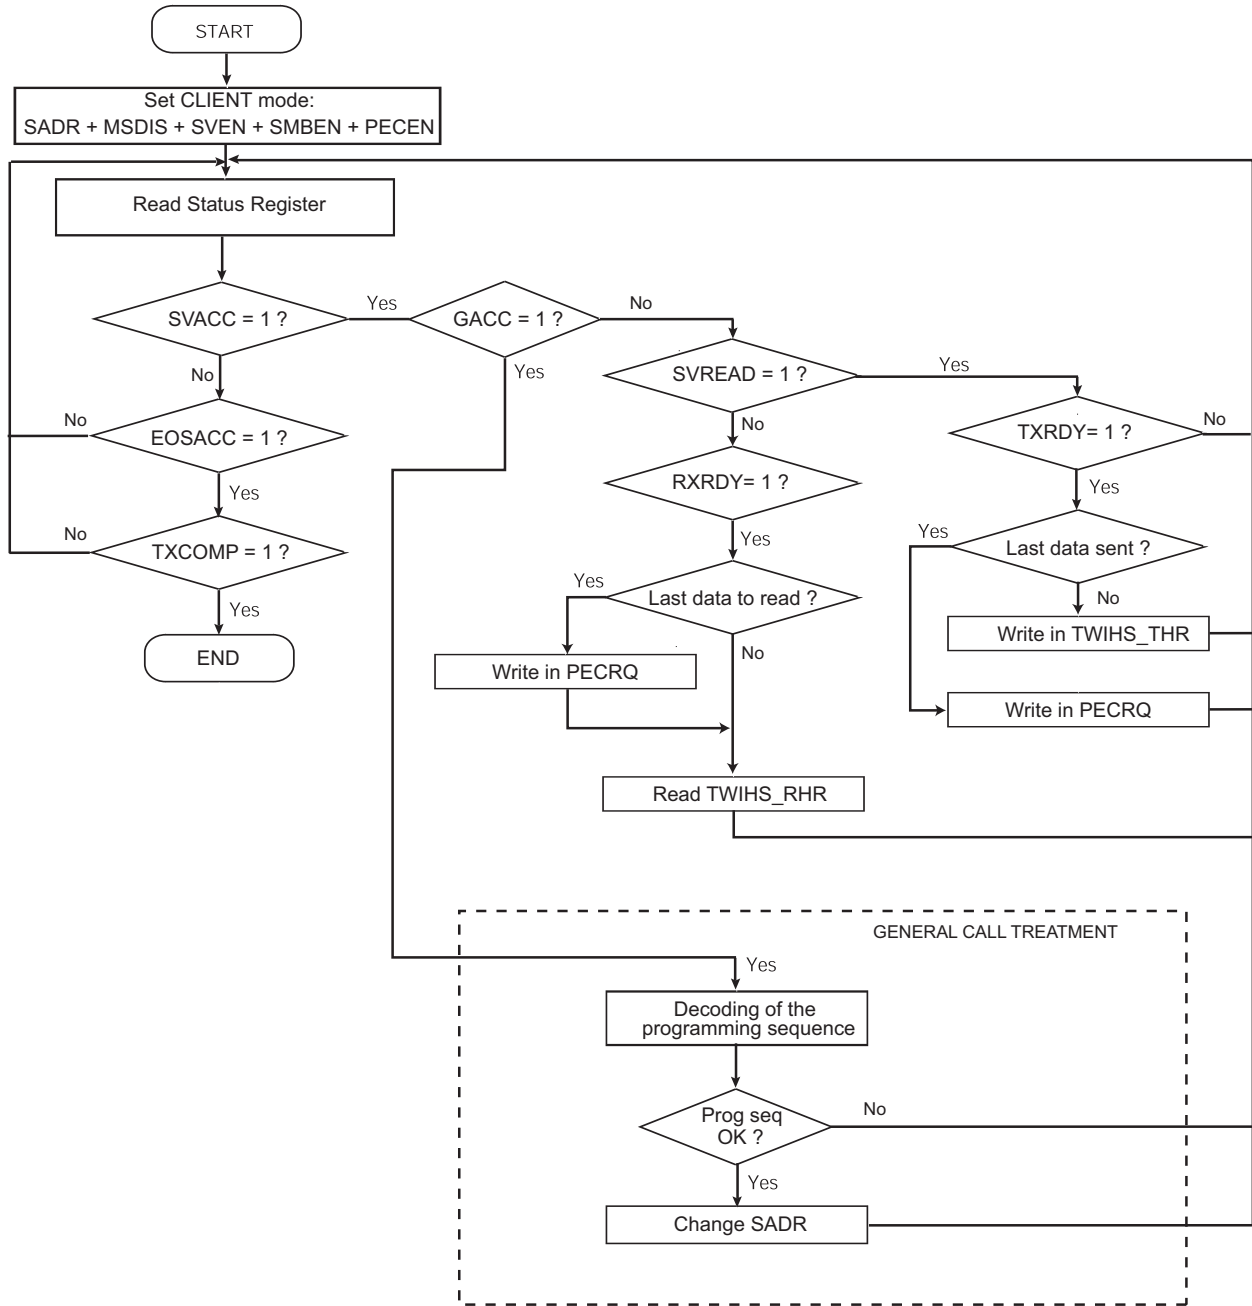 START
Set CLIENT mode:
SADR + MSDIS + SVEN + SMBEN + PECEN
Read Status Register
SVACC = 1 ?
Yes
GACC = 1 ?
No
No
Yes
SVREAD = 1 ?
Yes
No
EOSACC = 1 ?
No
TXRDY= 1 ?
No
Yes
RXRDY= 1 ?
Yes
No
TXCOMP = 1 ?
Yes
Yes
Last data sent ?
Yes
Yes
Last data to read ?
No
END
No
Write in TWIHS_THR
Write in PECRQ
Write in PECRQ
Read TWIHS_RHR
GENERAL CALL TREATMENT
Yes
Decoding of the
programming sequence
Prog seq
OK ?
No
Yes
Change SADR